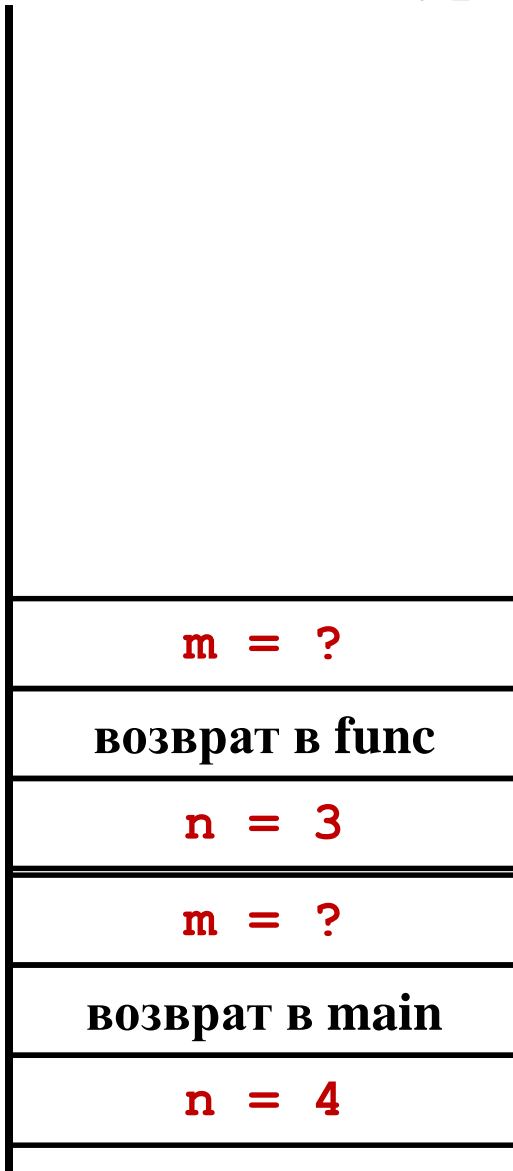 m = ?
возврат в func
n = 3
m = ?
возврат в main
n = 4